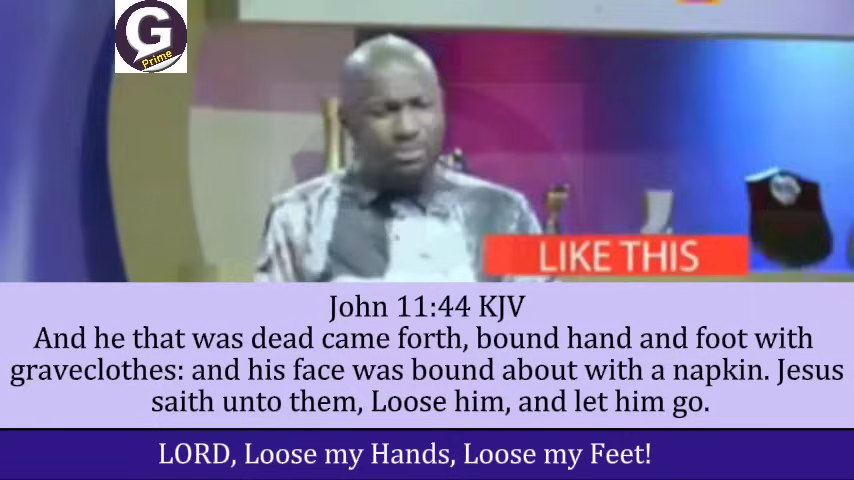 G
Prime
LIKE THIS
John 11:44 KJV
And he that was dead came forth, bound hand and foot with
graveclothes: and his face was bound about with a napkin. Jesus
saith unto them, Loose him, and let him go.
LORD, Loose my Hands, Loose my Feet!